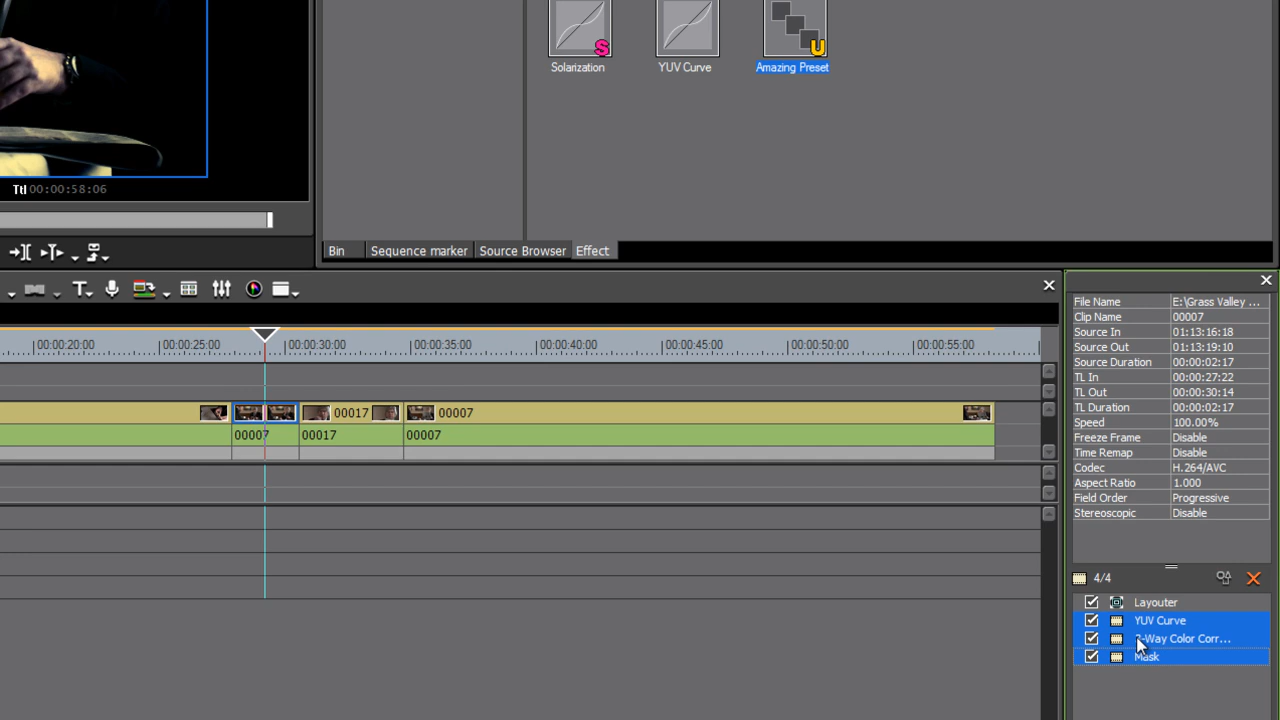 S
U
Solarization
YUV Curve
Amazing Preset
Ttl 00:00:58:06
Bin
Sequence marker
Source Browser
Effect
File Name E:\Grass Valley ...
Clip Name 00007
Source In 01:13:16:18
Source Out 01:13:19:10
Source Duration 00:00:02:17
TL In 00:00:27:22
TL Out 00:00:30:14
TL Duration 00:00:02:17
Speed 100.00%
Freeze Frame Disable
Time Remap Disable
Codec H.264/AVC
Aspect Ratio 1.000
Field Order Progressive
Stereoscopic Disable
00:00:20:00 00:00:25:00 00:00:30:00 00:00:35:00 00:00:40:00 00:00:45:00 00:00:50:00 00:00:55:00
00017 00007
00007 00017 00007
4/4
Layouter
YUV Curve
-Way Color Corr...
Mask